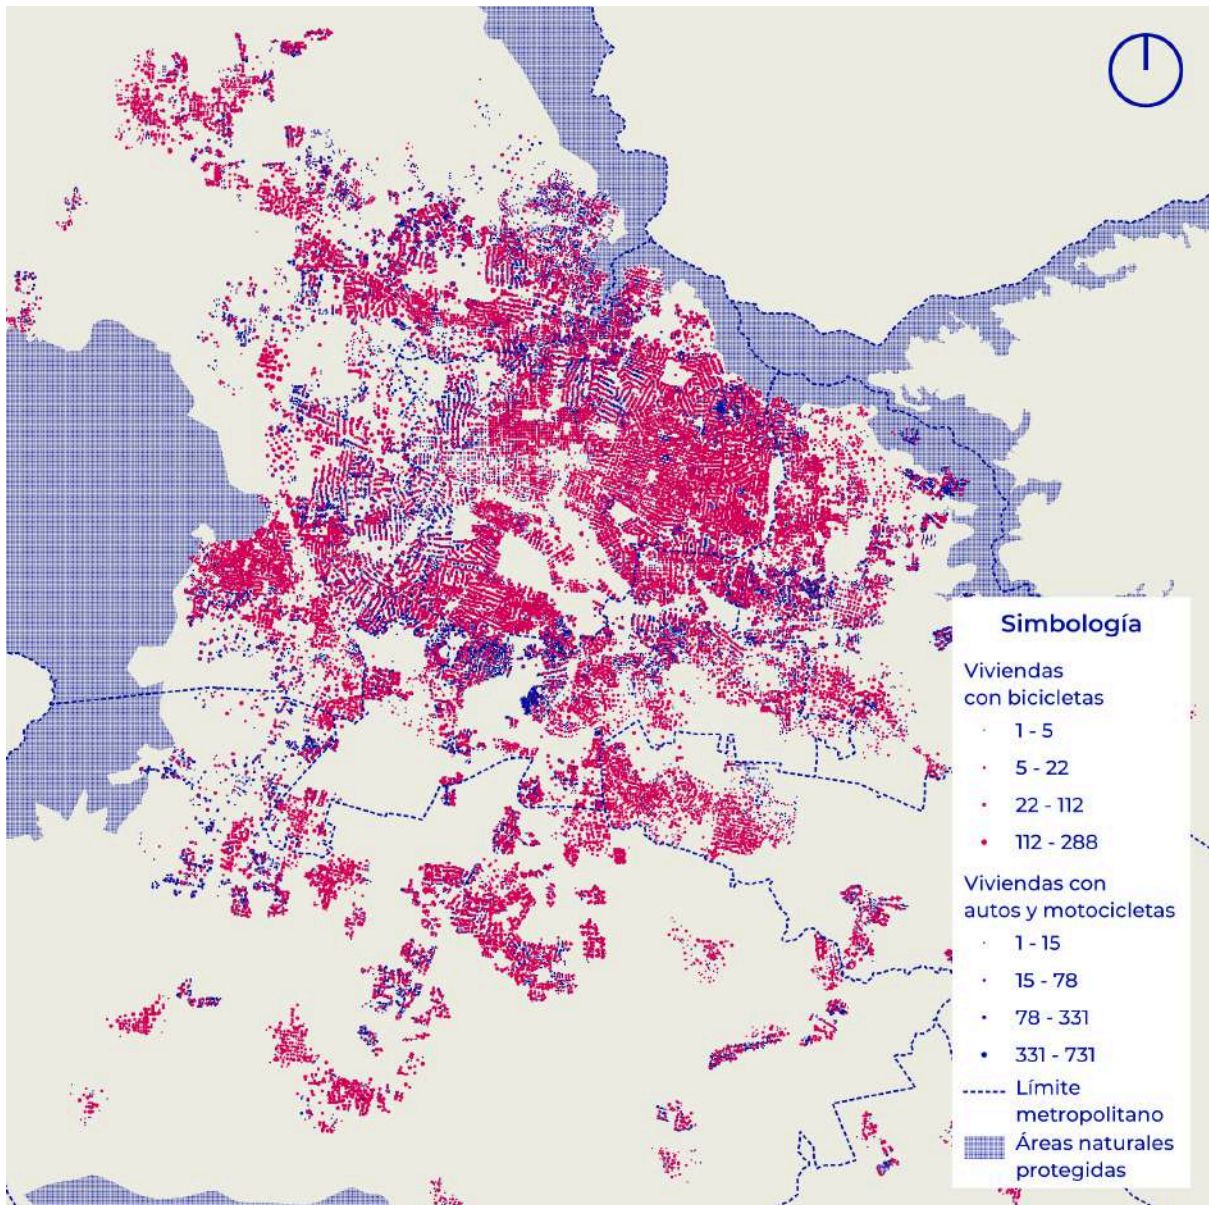 Simbología
Viviendas
con bicicletas
1 - 5
5 - 22
22 - 112
112 - 288
Viviendas con
autos y motocicletas
1 - 15
15 - 78
78 - 331
331 - 731
Límite
metropolitano
Áreas naturales
protegidas